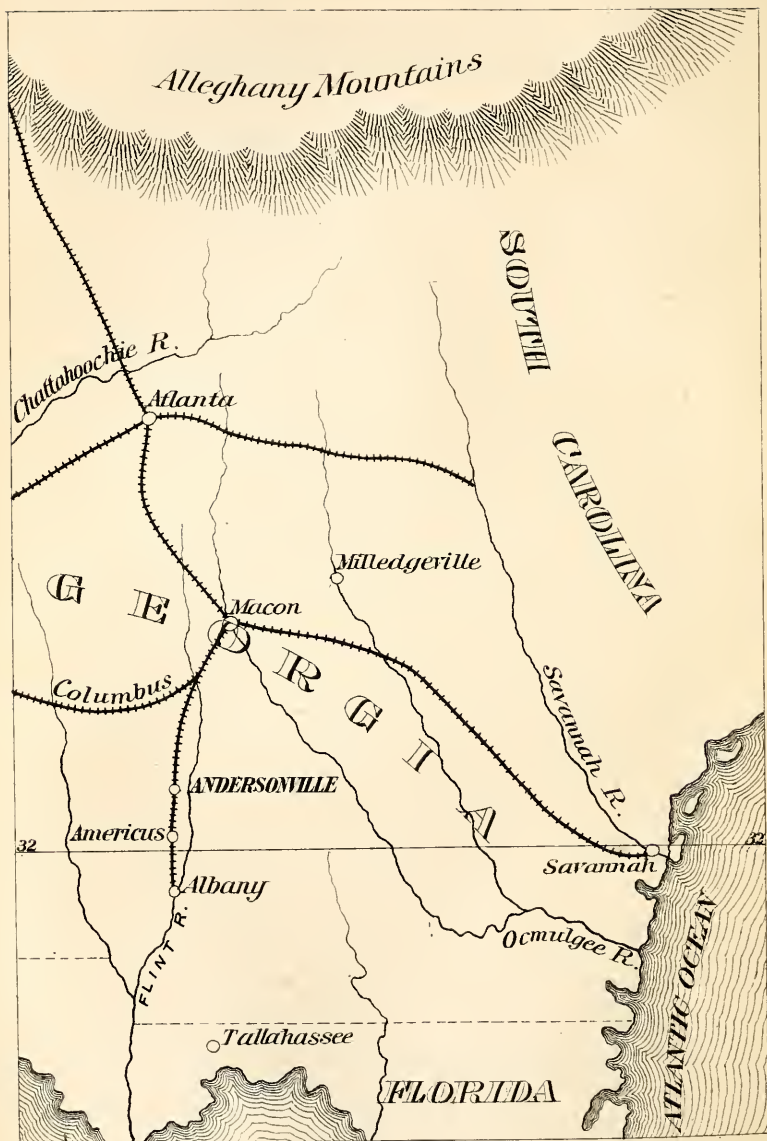 Alleghany Mountains
SOUTH
CAROLINA
Chattahoochie R.
Atlanta
Milledgeville
GEORGIA
Macon
Columbus
Savannah R.
ANDERSONVILLE
Americus
32
32
Savannah
Albany
FLINT R.
Ocmulgee R.
ATLANTIC OCEAN
Tallahassee
FLORIDA